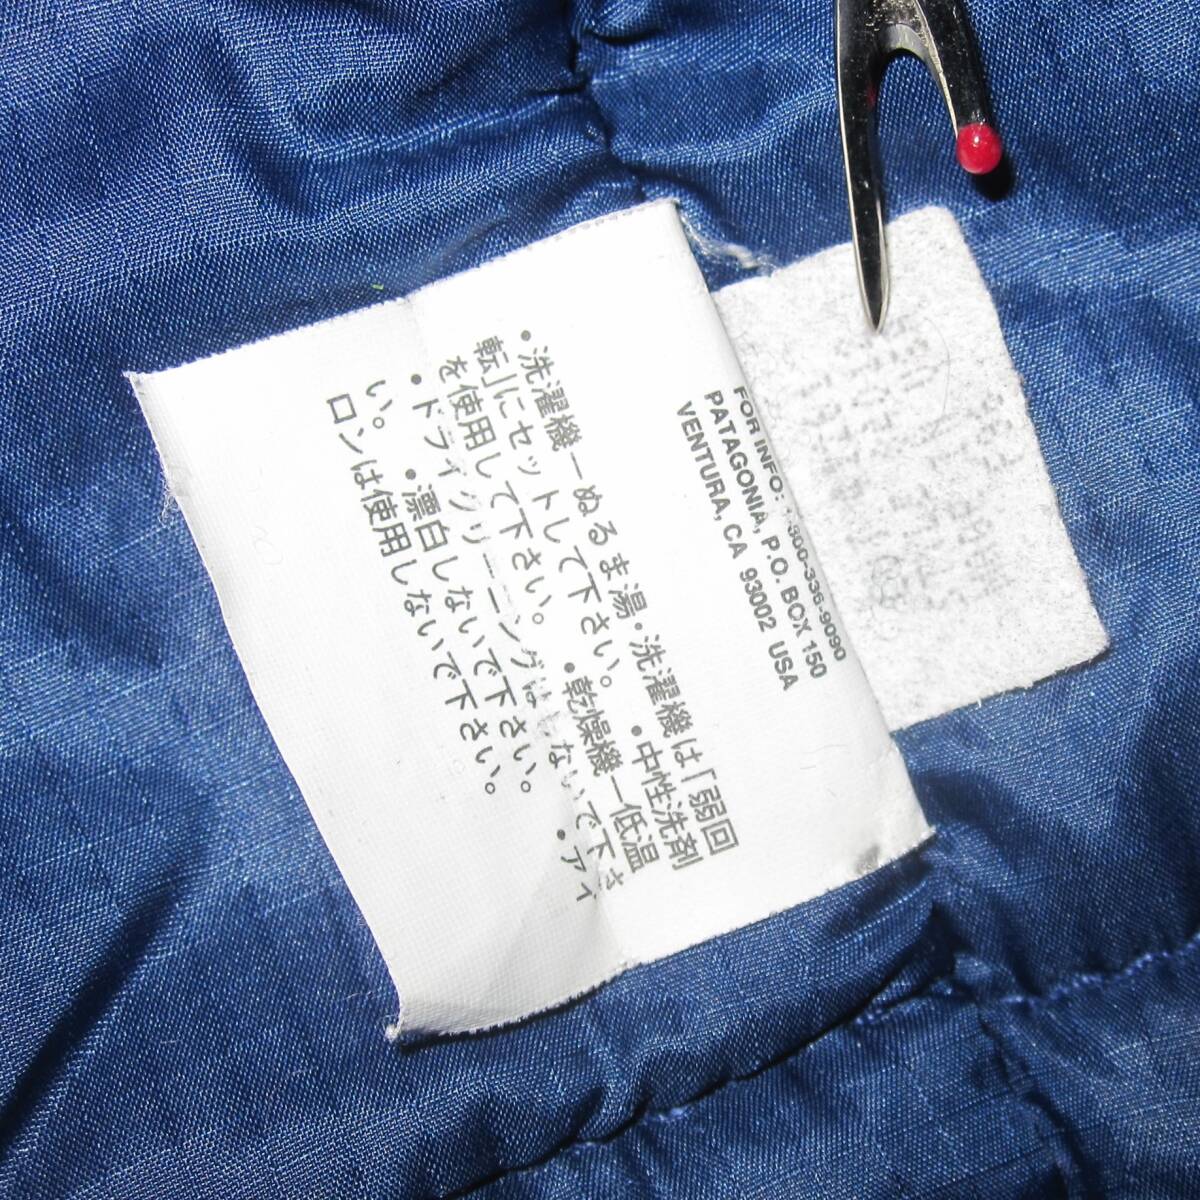 FOR INFO: 1-800-336-9090
PATAGONIA, P.O. BOX 150
VENTURA, CA 93002 USA
・洗濯機ーぬるま湯・洗濯機は「弱回
転」にセットして下さい。 ・中性洗剤
を使用して下さい。 ・乾燥機ー低温
・ドライクリーニングはしないで下さ
い。 ・漂白しないで下さい。 ・アイ
ロンは使用しないで下さい。